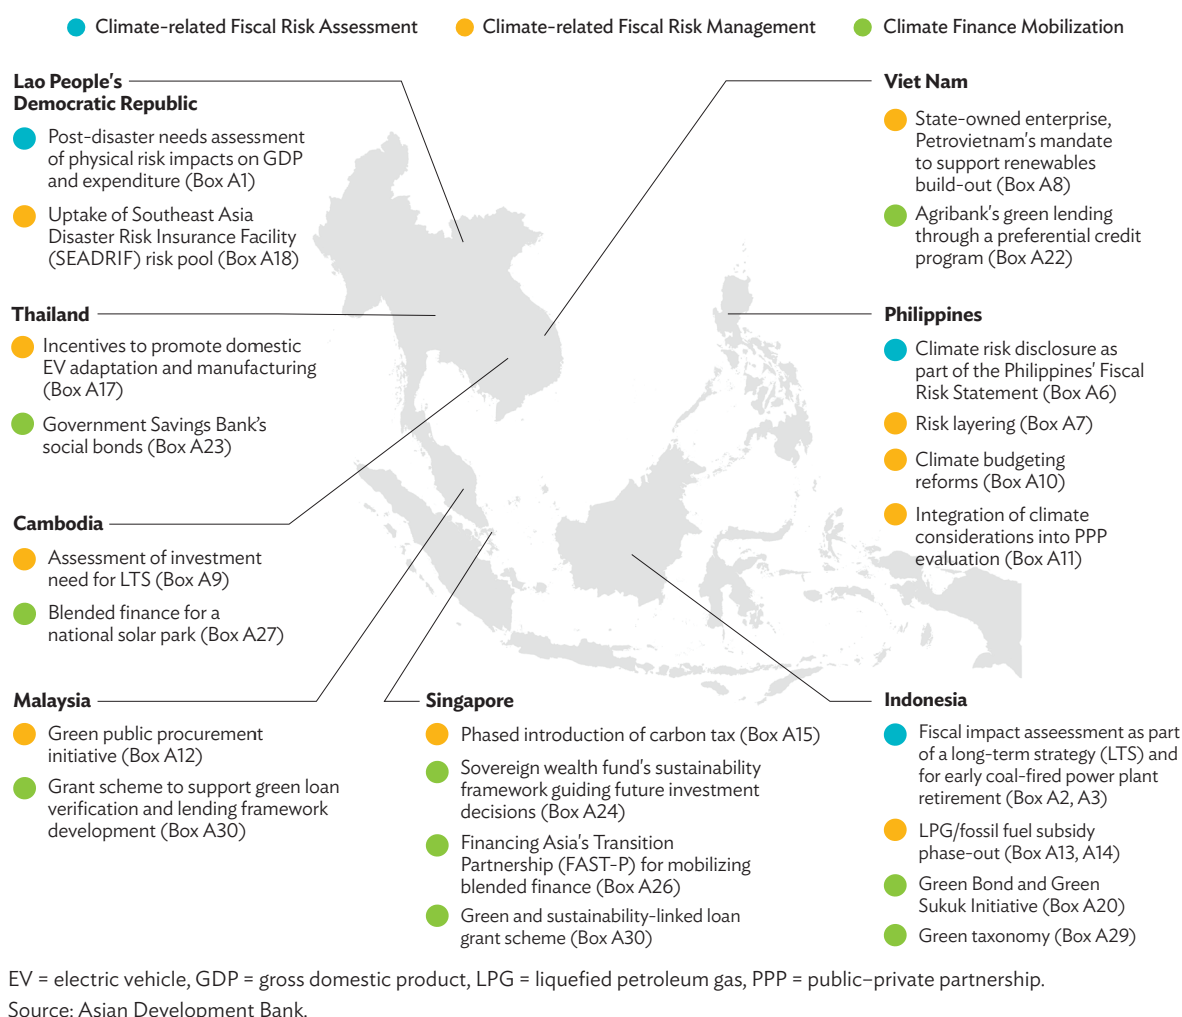 Climate-related Fiscal Risk Assessment
Climate-related Fiscal Risk Management
Climate Finance Mobilization
Lao People's
Democratic Republic
Post-disaster needs assessment
of physical risk impacts on GDP
and expenditure (Box A1)
Uptake of Southeast Asia
Disaster Risk Insurance Facility
(SEADRIF) risk pool (Box A18)
Thailand
Incentives to promote domestic
EV adaptation and manufacturing
(Box A17)
Government Savings Bank's
social bonds (Box A23)
Cambodia
Assessment of investment
need for LTS (Box A9)
Blended finance for a
national solar park (Box A27)
Malaysia
Green public procurement
initiative (Box A12)
Grant scheme to support green loan
verification and lending framework
development (Box A30)
Singapore
Phased introduction of carbon tax (Box A15)
Sovereign wealth fund's sustainability
framework guiding future investment
decisions (Box A24)
Financing Asia's Transition
Partnership (FAST-P) for mobilizing
blended finance (Box A26)
Green and sustainability-linked loan
grant scheme (Box A30)
Viet Nam
State-owned enterprise,
Petrovietnam's mandate
to support renewables
build-out (Box A8)
Agribank's green lending
through a preferential credit
program (Box A22)
Philippines
Climate risk disclosure as
part of the Philippines' Fiscal
Risk Statement (Box A6)
Risk layering (Box A7)
Climate budgeting
reforms (Box A10)
Integration of climate
considerations into PPP
evaluation (Box A11)
Indonesia
Fiscal impact asseessment as part
of a long-term strategy (LTS) and
for early coal-fired power plant
retirement (Box A2, A3)
LPG/fossil fuel subsidy
phase-out (Box A13, A14)
Green Bond and Green
Sukuk Initiative (Box A20)
Green taxonomy (Box A29)
EV = electric vehicle, GDP = gross domestic product, LPG = liquefied petroleum gas, PPP = public–private partnership.
Source: Asian Development Bank.